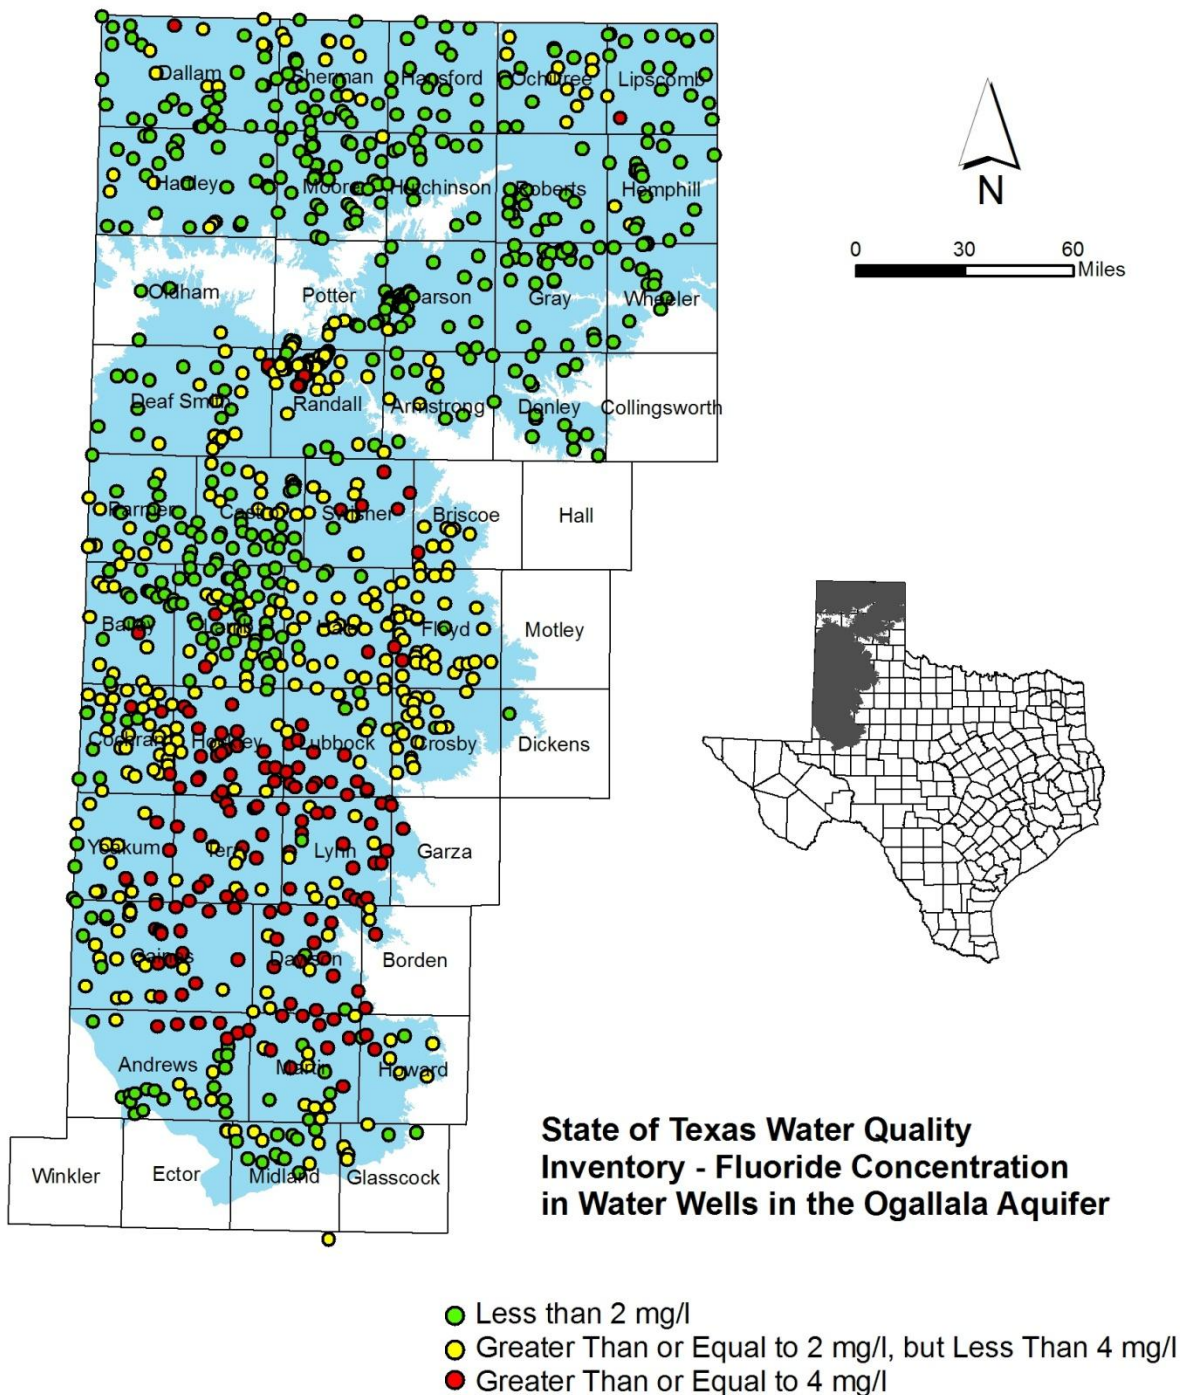 Dallam
Sherman
Hansford
Ochiltree
Lipscomb
Hartley
Moore
Hutchinson
Roberts
Hemphill
N
0 30 60
Miles
Oldham
Potter
Carson
Gray
Wheeler
Deaf Smith
Randall
Armstrong
Donley
Collingsworth
Parmer
Castro
Swisher
Briscoe
Hall
Bailey
Lamb
Hale
Floyd
Motley
Cochran
Hockley
Lubbock
Crosby
Dickens
Yoakum
Terry
Lynn
Garza
Gaines
Dawson
Borden
Andrews
Martin
Howard
Winkler
Ector
Midland
Glasscock
State of Texas Water Quality
Inventory - Fluoride Concentration
in Water Wells in the Ogallala Aquifer
Less than 2 mg/l
Greater Than or Equal to 2 mg/l, but Less Than 4 mg/l
Greater Than or Equal to 4 mg/l